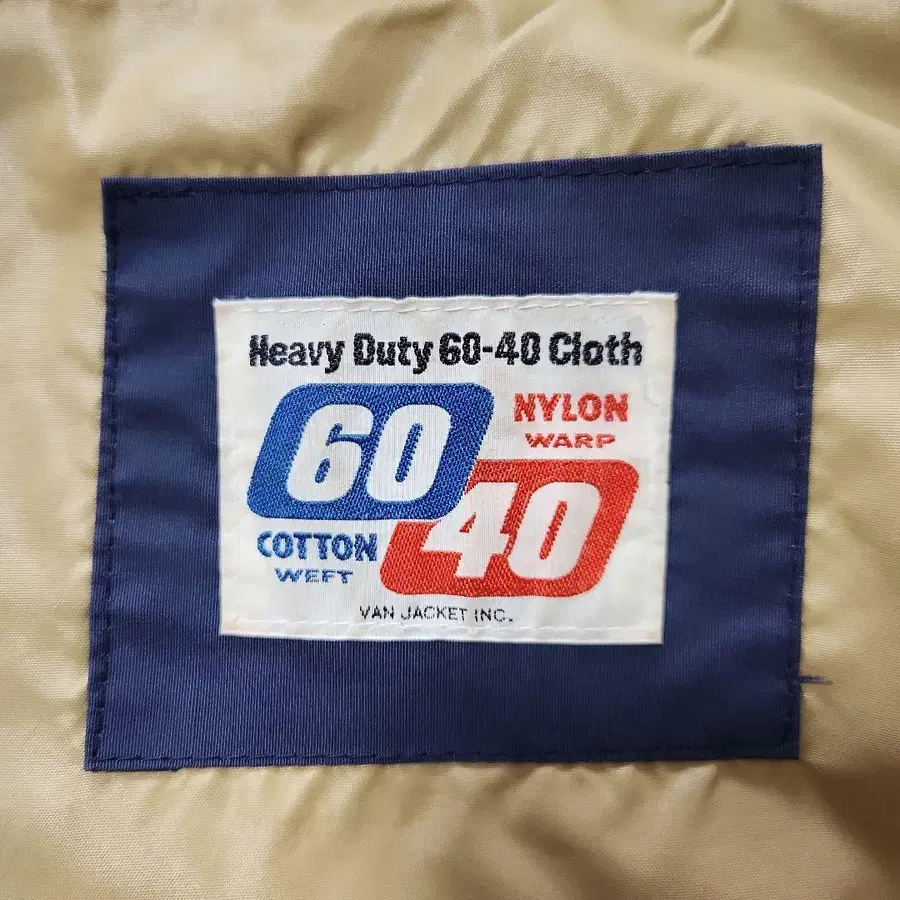 Heavy Duty 60-40 Cloth
60
NYLON
WARP
40
COTTON
WEFT
VAN JACKET INC.